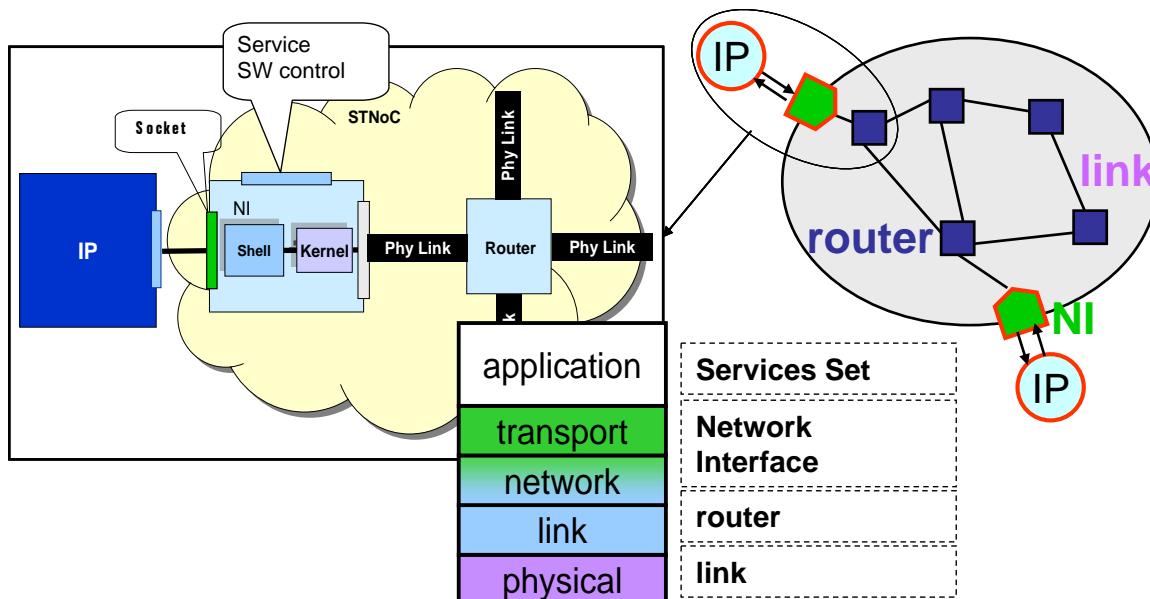 Service
SW control
STNoC
Socket
IP
NI
Shell
Kernel
Phy Link
Phy Link
Router
Phy Link
k
application
transport
network
link
physical
Services Set
Network
Interface
router
link
IP
link
router
NI
IP